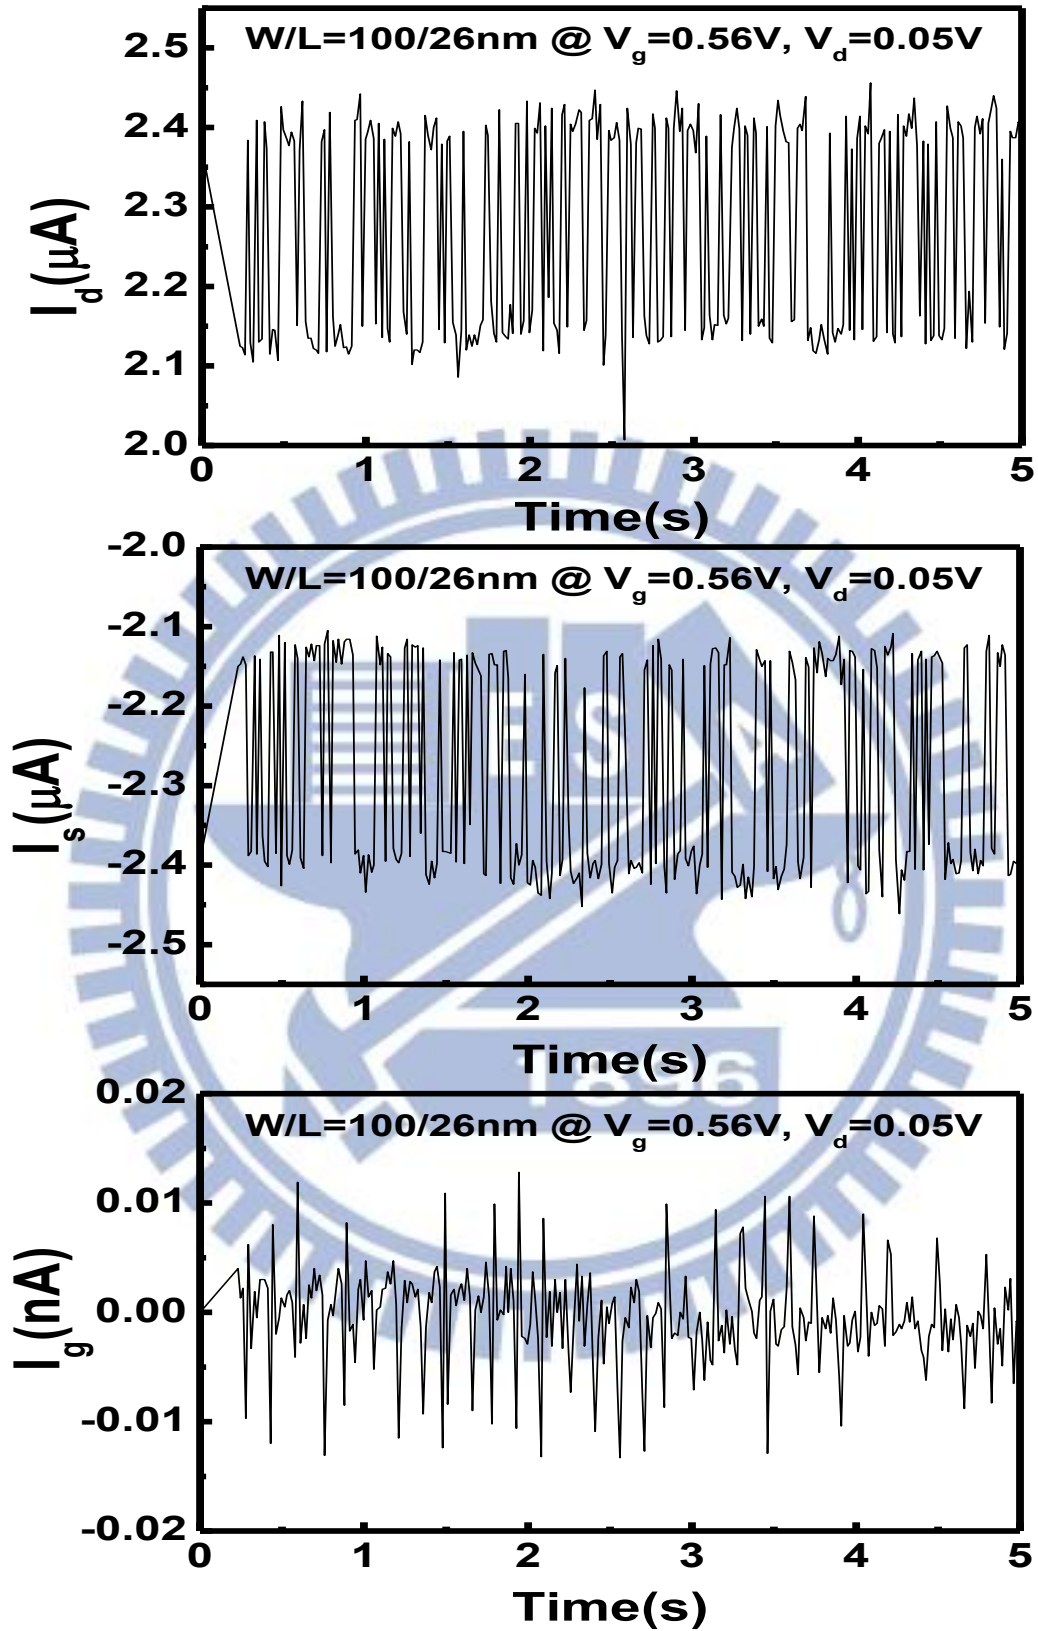 W/L=100/26nm @ Vg=0.56V, Vd=0.05V
Id(μA)
2.5
2.4
2.3
2.2
2.1
2.0
0 1 2 3 4 5
Time(s)
W/L=100/26nm @ Vg=0.56V, Vd=0.05V
Is(μA)
-2.0
-2.1
-2.2
-2.3
-2.4
-2.5
0 1 2 3 4 5
Time(s)
W/L=100/26nm @ Vg=0.56V, Vd=0.05V
Ig(nA)
0.02
0.01
0.00
-0.01
-0.02
0 1 2 3 4 5
Time(s)
E S A
1896